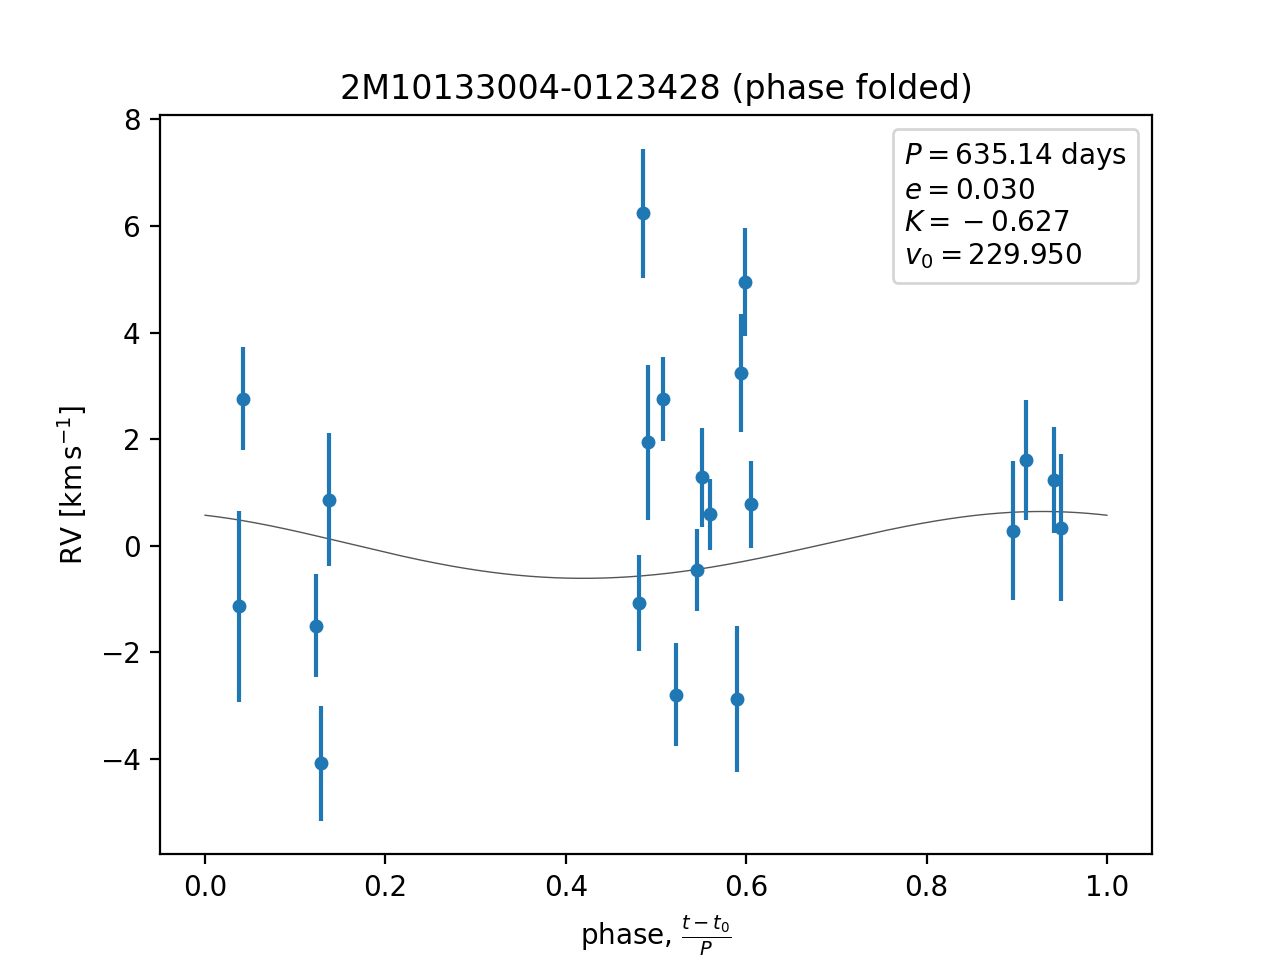 2M10133004-0123428 (phase folded)
P = 635.14 days
e = 0.030
K = −0.627
v₀ = 229.950
RV [km s⁻¹]
8
6
4
2
0
−2
−4
0.0 0.2 0.4 0.6 0.8 1.0
phase, (t − t₀)/P